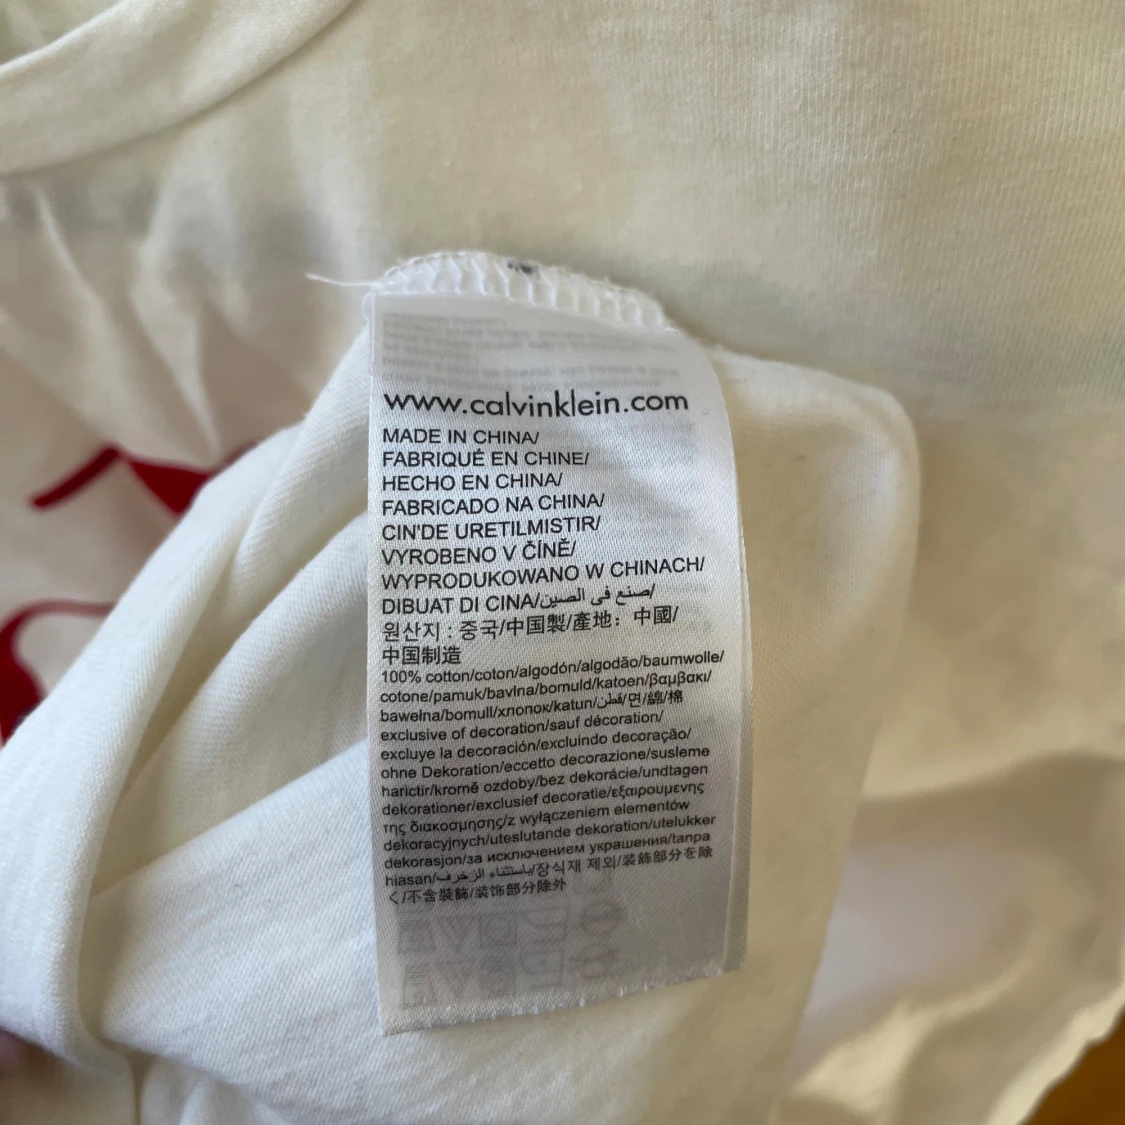 www.calvinklein.com
MADE IN CHINA/
FABRIQUÉ EN CHINE/
HECHO EN CHINA/
FABRICADO NA CHINA/
CIN'DE URETILMISTIR/
VYROBENO V ČÍNĚ/
WYPRODUKOWANO W CHINACH/
DIBUAT DI CINA/صنع فى الصين/
원산지 : 중국/中国製/產地: 中國/
中国制造
100% cotton/coton/algodón/algodão/baumwolle/
cotone/pamuk/bavlna/bomuld/katoen/βαμβακι/
bawełna/bomull/хлопок/katun/قطن/면/綿/棉
exclusive of decoration/sauf décoration/
excluye la decoración/excluindo decoração/
ohne Dekoration/eccetto decorazione/susleme
harictir/kromě ozdoby/bez dekorácie/undtagen
dekorationer/exclusief decoratie/εξαιρουμενης
της διακοσμησης/z wyłączeniem elementów
dekoracyjnych/uteslutande dekoration/utelukker
dekorasjon/за исключением украшения/tanpa
hiasan/باستثناء الزخرف/장식재 제외/装飾部分を除
く/不含裝飾/装饰部分除外